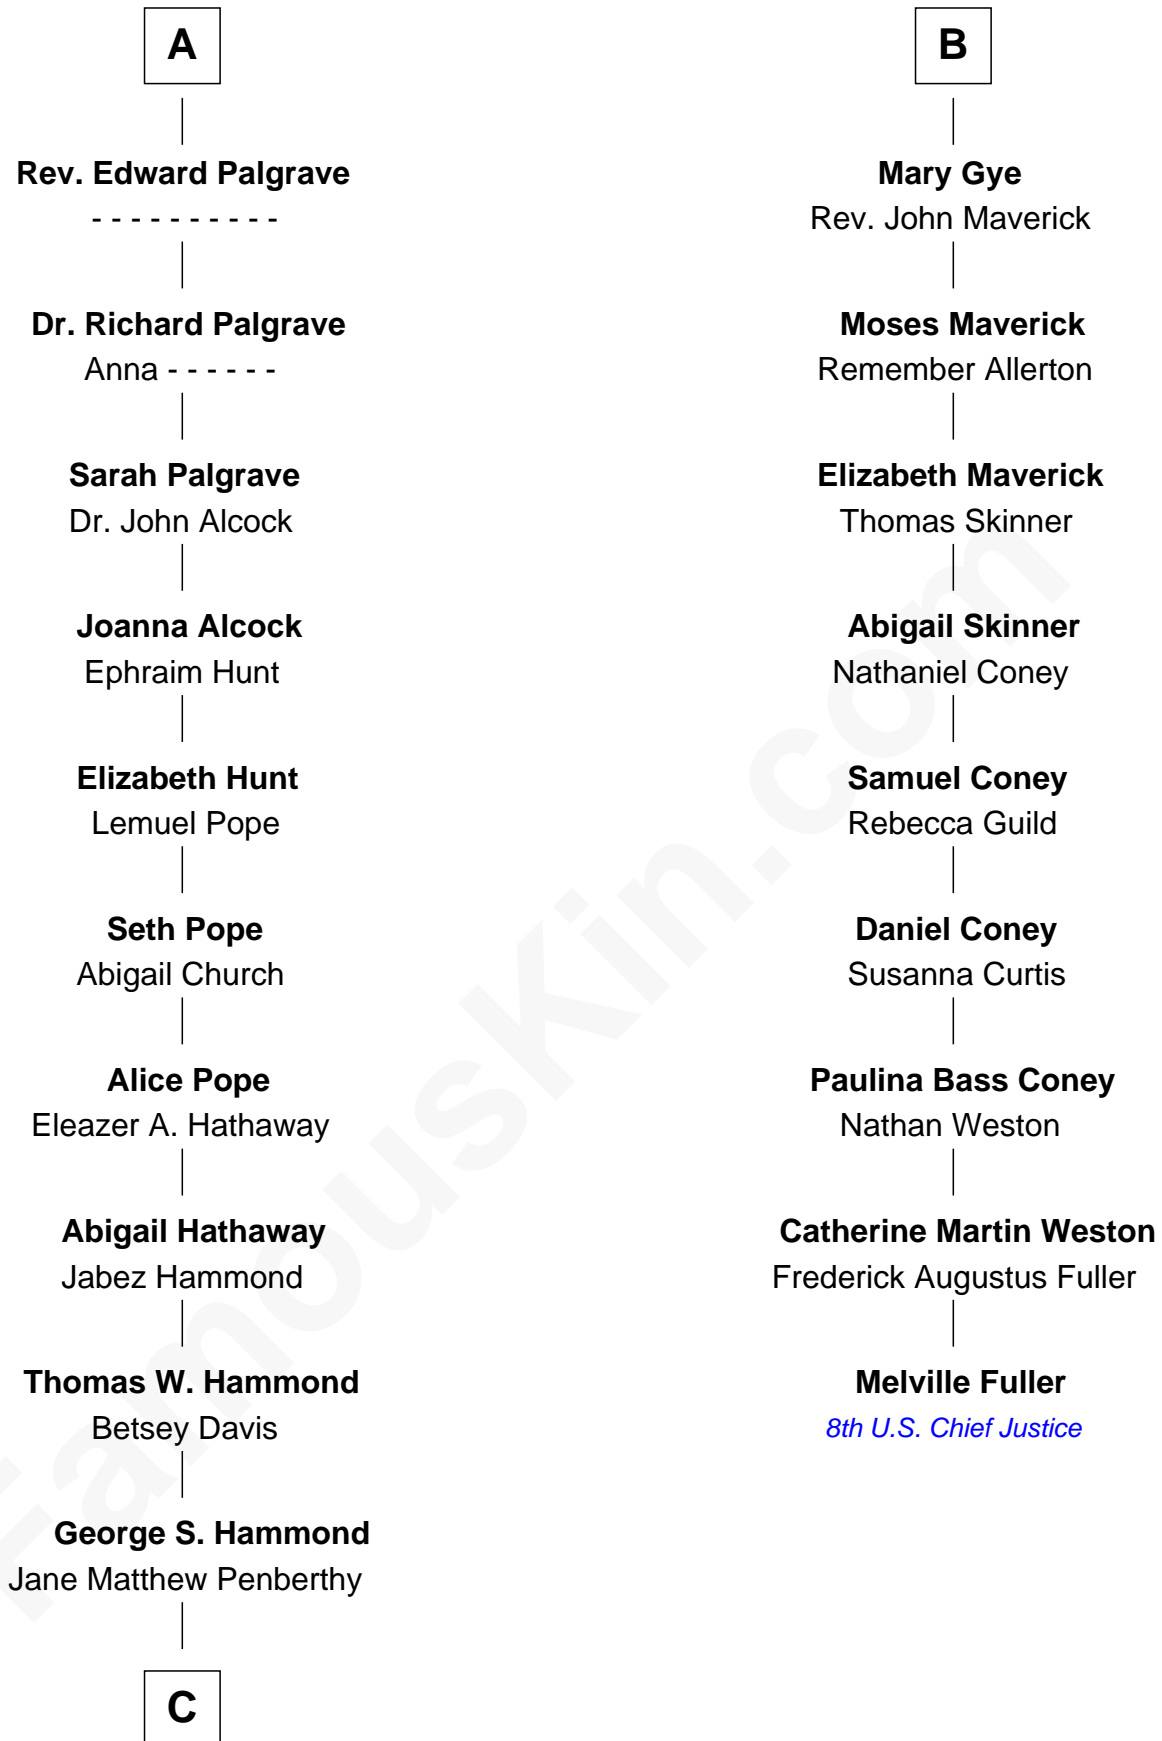 A
Rev. Edward Palgrave
- - - - - - - - - -
Dr. Richard Palgrave
Anna - - - - - -
Sarah Palgrave
Dr. John Alcock
Joanna Alcock
Ephraim Hunt
Elizabeth Hunt
Lemuel Pope
Seth Pope
Abigail Church
Alice Pope
Eleazer A. Hathaway
Abigail Hathaway
Jabez Hammond
Thomas W. Hammond
Betsey Davis
George S. Hammond
Jane Matthew Penberthy
C
B
Mary Gye
Rev. John Maverick
Moses Maverick
Remember Allerton
Elizabeth Maverick
Thomas Skinner
Abigail Skinner
Nathaniel Coney
Samuel Coney
Rebecca Guild
Daniel Coney
Susanna Curtis
Paulina Bass Coney
Nathan Weston
Catherine Martin Weston
Frederick Augustus Fuller
Melville Fuller
8th U.S. Chief Justice
FamousKin.com